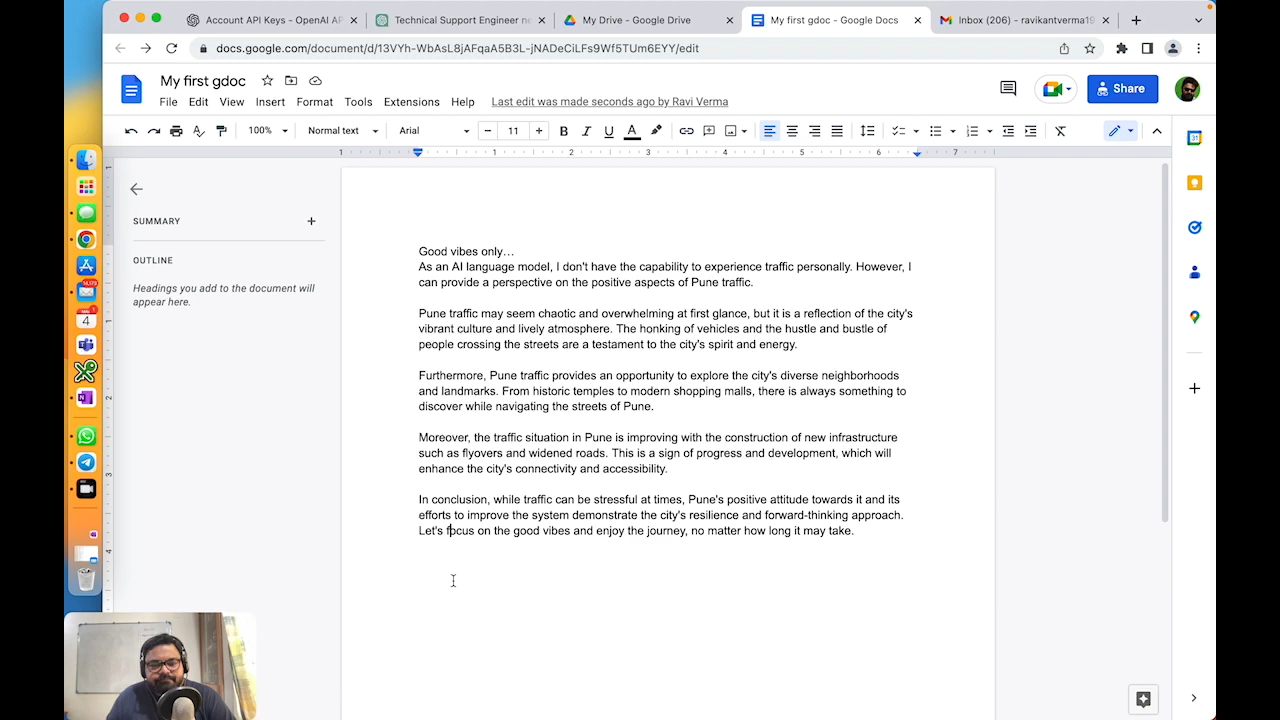 Account API Keys - OpenAI AP
Technical Support Engineer ne
My Drive - Google Drive
My first gdoc - Google Docs
Inbox (206) - ravikantverma19
docs.google.com/document/d/13VYh-WbAsL8jAFqaA5B3L-jNADeCiLFs9Wf5TUm6EYY/edit
My first gdoc
File Edit View Insert Format Tools Extensions Help Last edit was made seconds ago by Ravi Verma
Share
100% Normal text Arial 11
1 1 2 3 4 5 6 7
SUMMARY
OUTLINE
Headings you add to the document will
appear here.
Good vibes only…
As an AI language model, I don't have the capability to experience traffic personally. However, I
can provide a perspective on the positive aspects of Pune traffic.
Pune traffic may seem chaotic and overwhelming at first glance, but it is a reflection of the city's
vibrant culture and lively atmosphere. The honking of vehicles and the hustle and bustle of
people crossing the streets are a testament to the city's spirit and energy.
Furthermore, Pune traffic provides an opportunity to explore the city's diverse neighborhoods
and landmarks. From historic temples to modern shopping malls, there is always something to
discover while navigating the streets of Pune.
Moreover, the traffic situation in Pune is improving with the construction of new infrastructure
such as flyovers and widened roads. This is a sign of progress and development, which will
enhance the city's connectivity and accessibility.
In conclusion, while traffic can be stressful at times, Pune's positive attitude towards it and its
efforts to improve the system demonstrate the city's resilience and forward-thinking approach.
Let's focus on the good vibes and enjoy the journey, no matter how long it may take.